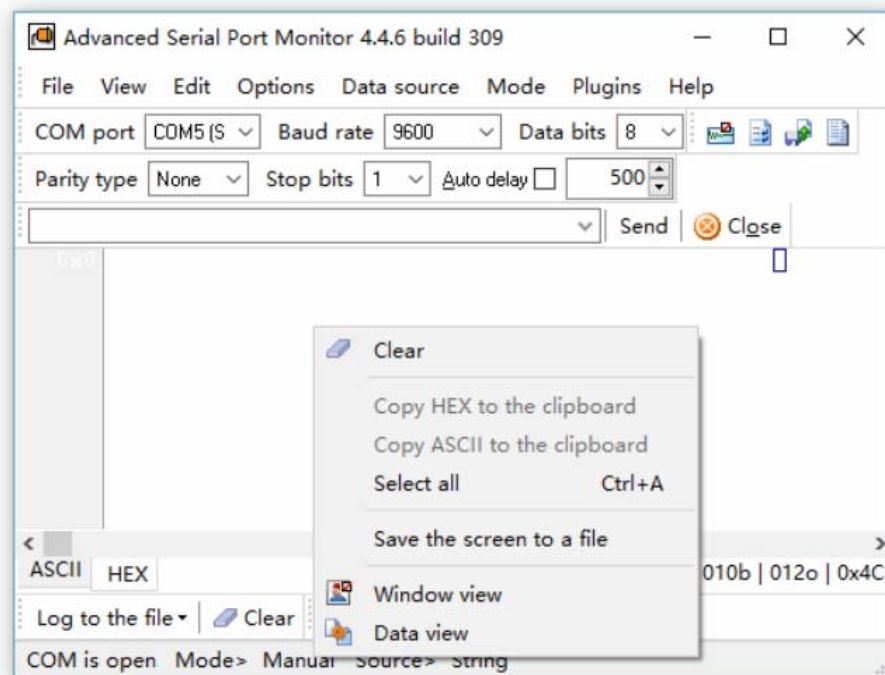 Advanced Serial Port Monitor 4.4.6 build 309
File View Edit Options Data source Mode Plugins Help
COM port COM5 (S Baud rate 9600 Data bits 8
Parity type None Stop bits 1 Auto delay 500
Send Close
0x0
Clear
Copy HEX to the clipboard
Copy ASCII to the clipboard
Select all Ctrl+A
Save the screen to a file
Window view
Data view
ASCII HEX 010b | 012o | 0x4C
Log to the file Clear
COM is open Mode> Manual Source> String